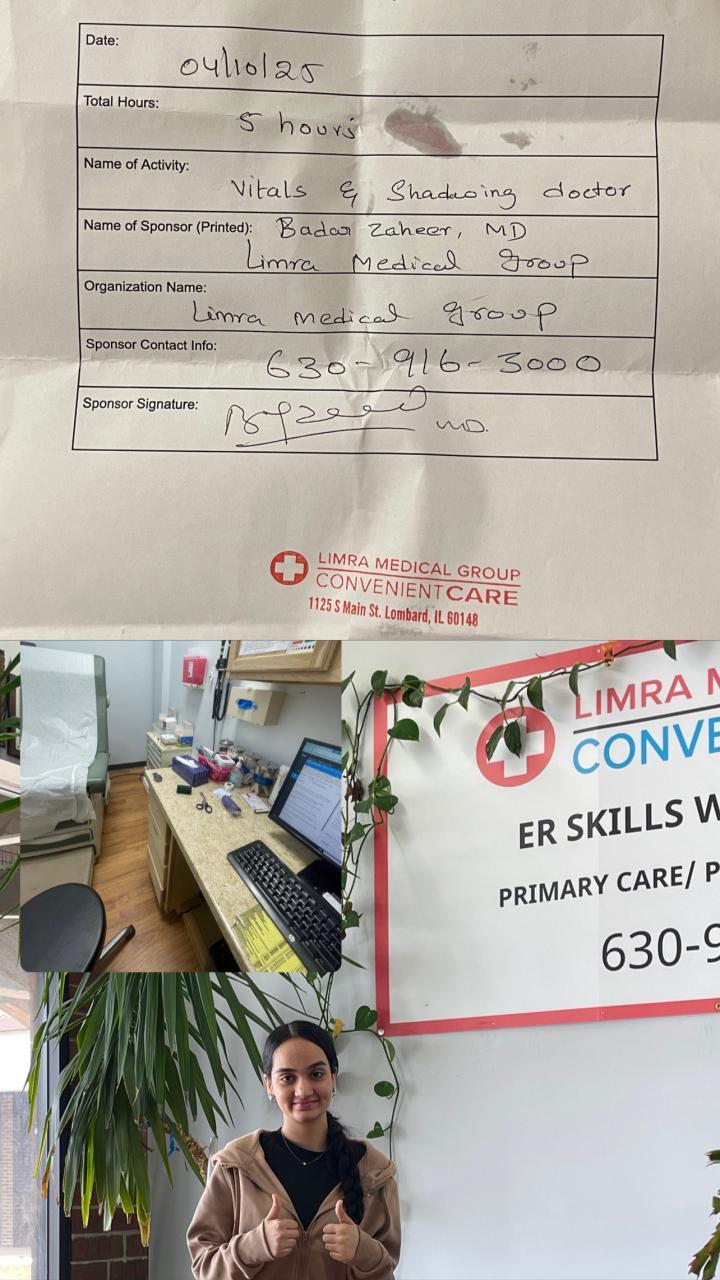 Date:
04/10/25
Total Hours:
5 hours
Name of Activity:
Vitals & Shadowing doctor
Name of Sponsor (Printed): Badar Zaheer, MD
Limra Medical Group
Organization Name:
Limra Medical Group
Sponsor Contact Info:
630-916-3000
Sponsor Signature:
MD.
LIMRA MEDICAL GROUP
CONVENIENTCARE
1125 S Main St. Lombard, IL 60148
LIMRA M
CONVE
ER SKILLS W
PRIMARY CARE/ P
630-9